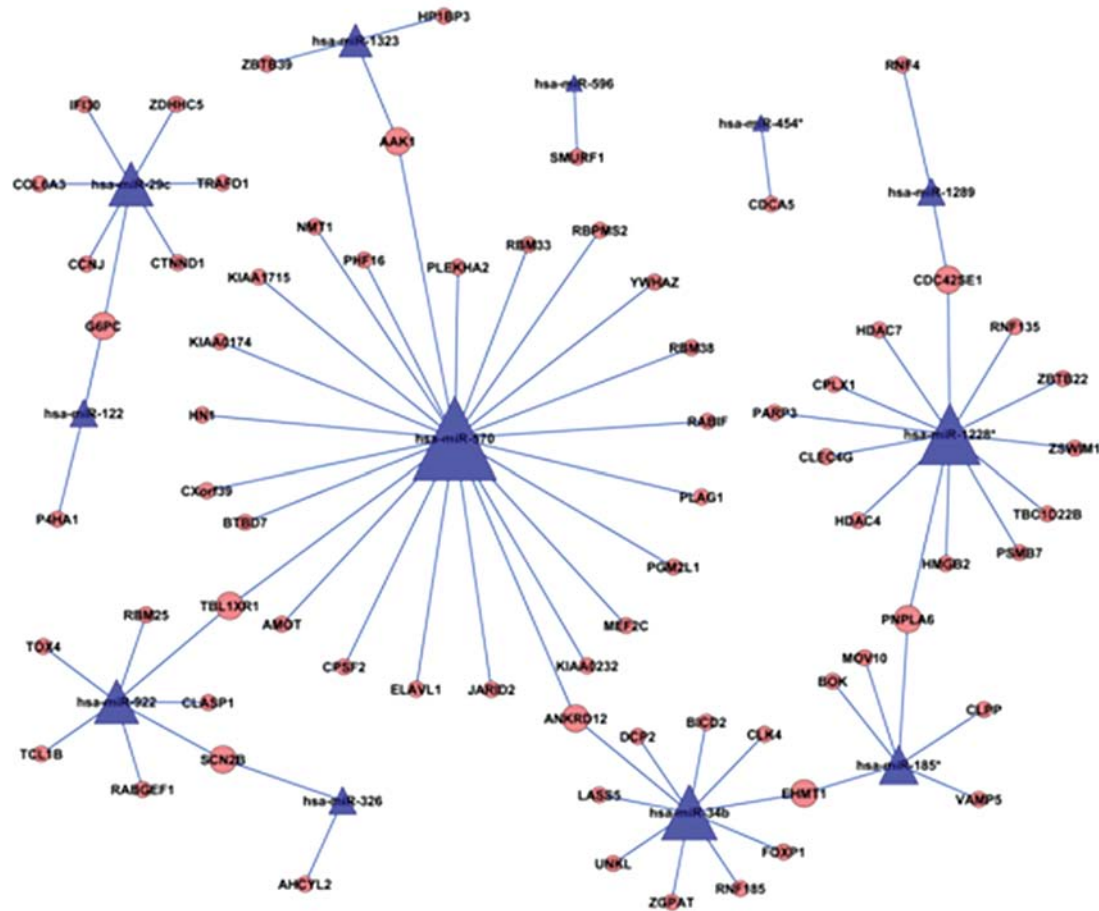 HP1BP3
hsa-miR-1323
ZBTB39
RNF4
hsa-miR-596
IFI30
ZDHHC5
hsa-miR-454*
AAK1
SMURF1
COL6A3
hsa-miR-29c
TRAFD1
hsa-miR-1289
CDCA5
NMT1
RBPMS2
RBM33
CCNJ
CTNND1
PHF16
PLEKHA2
KIAA1715
YWHAZ
CDC42SE1
G6PC
HDAC7
RNF135
KIAA0174
RBM38
CPLX1
ZBTB22
hsa-miR-122
HN1
PARP3
RABIF
hsa-miR-570
hsa-miR-1228*
ZSWIM1
CLEC4G
CXorf39
PLAG1
P4HA1
BTBD7
HDAC4
TBC1D22B
PSMB7
HMGB2
PGM2L1
TBL1XR1
RBM25
AMOT
MEF2C
PNPLA6
TOX4
MOV10
CPSF2
KIAA0232
BOK
ELAVL1
JARID2
hsa-miR-922
CLASP1
CLPP
ANKRD12
BICD2
DCP2
CLK4
TCL1B
SCN2B
hsa-miR-185*
RABGEF1
LASS5
EHMT1
VAMP5
hsa-miR-326
hsa-miR-34b
FOXP1
UNKL
AHCYL2
RNF185
ZGPAT